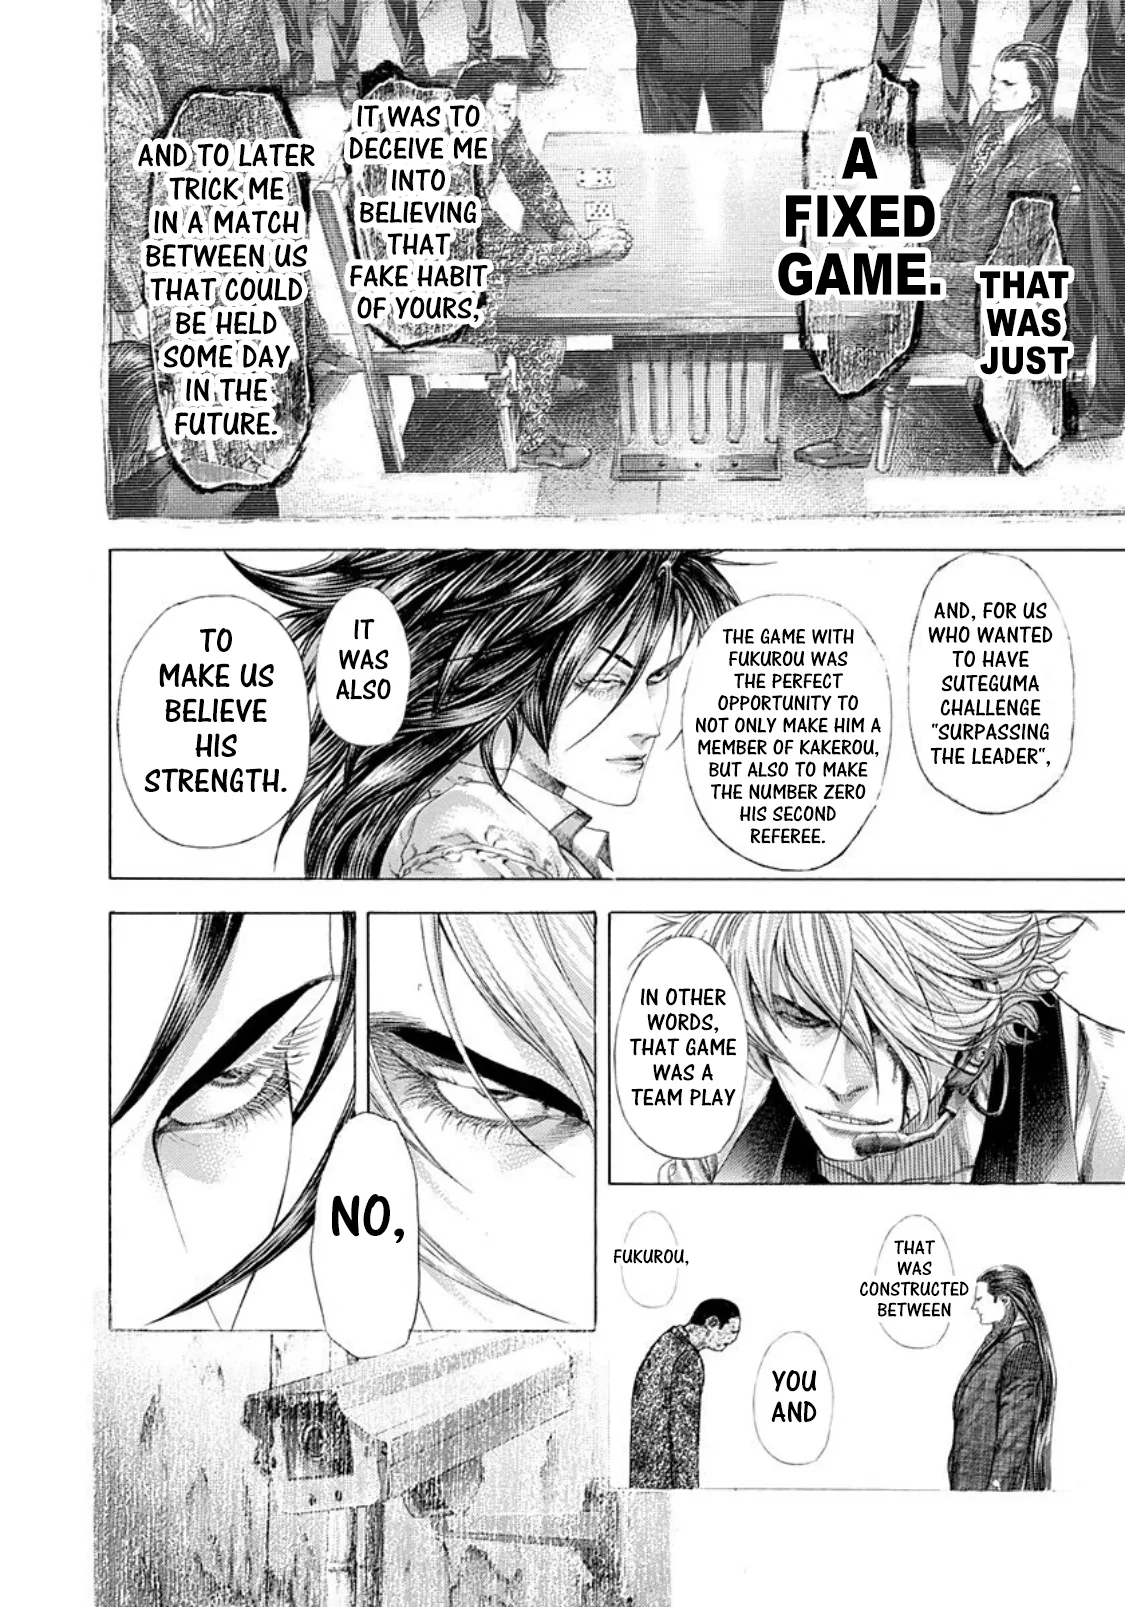 THAT
WAS
JUST
A
FIXED
GAME.
IT WAS TO
DECEIVE ME
INTO
BELIEVING
THAT
FAKE HABIT
OF YOURS,
AND TO LATER
TRICK ME
IN A MATCH
BETWEEN US
THAT COULD
BE HELD
SOME DAY
IN THE
FUTURE.
AND, FOR US
WHO WANTED
TO HAVE
SUTEGUMA
CHALLENGE
"SURPASSING
THE LEADER",
THE GAME WITH
FUKUROU WAS
THE PERFECT
OPPORTUNITY TO
NOT ONLY MAKE HIM A
MEMBER OF KAKEROU,
BUT ALSO TO MAKE
THE NUMBER ZERO
HIS SECOND
REFEREE.
IT
WAS
ALSO
TO
MAKE US
BELIEVE
HIS
STRENGTH.
IN OTHER
WORDS,
THAT GAME
WAS A
TEAM PLAY
THAT
WAS
CONSTRUCTED
BETWEEN
YOU
AND
FUKUROU,
NO,